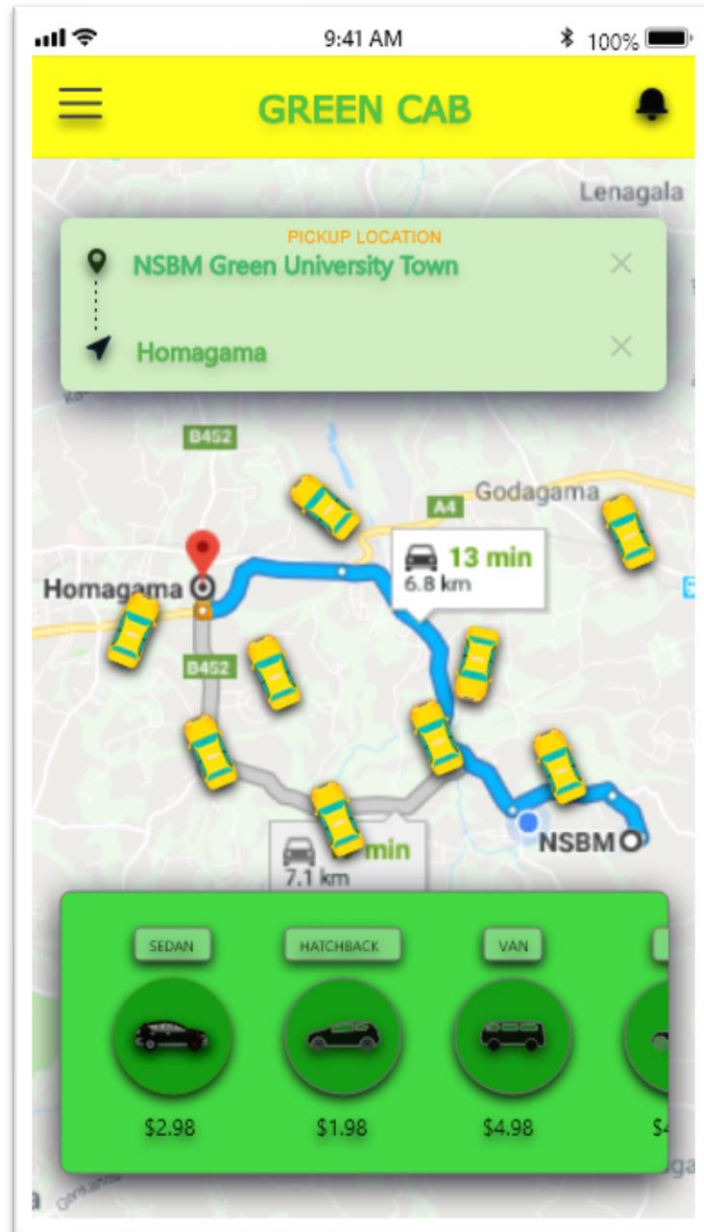 9:41 AM
100%
GREEN CAB
Lenagala
PICKUP LOCATION
NSBM Green University Town
Homagama
B452
Godagama
A4
13 min
6.8 km
Homagama
B452
NSBM
min
7.1 km
SEDAN
HATCHBACK
VAN
$2.98
$1.98
$4.98